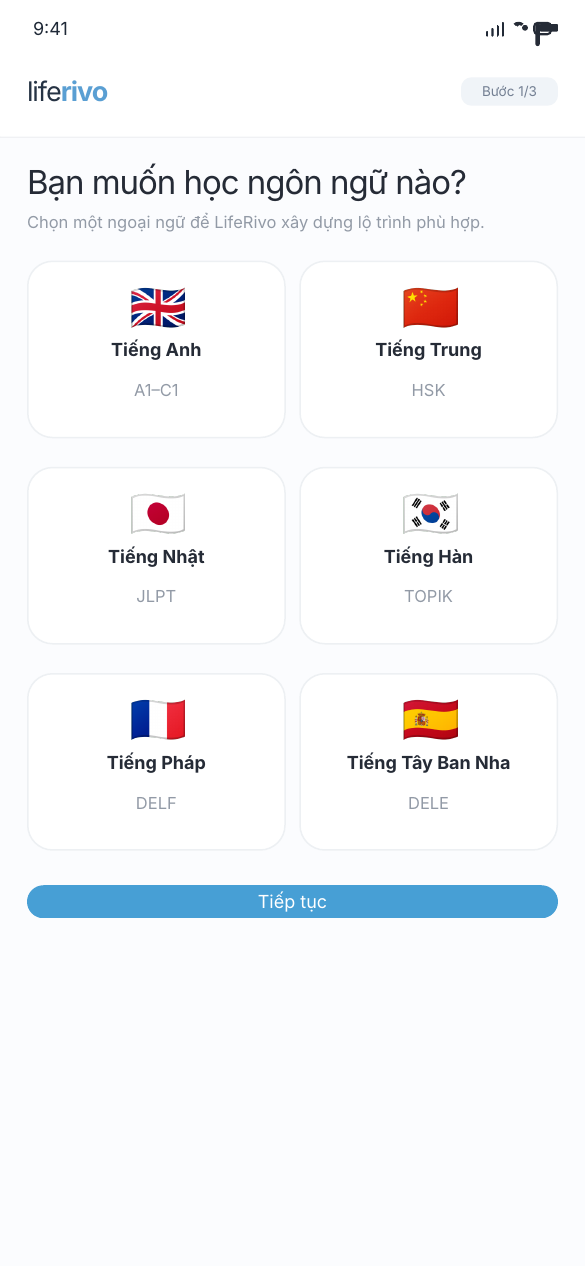 9:41
liferivo
Bước 1/3
Bạn muốn học ngôn ngữ nào?
Chọn một ngoại ngữ để LifeRivo xây dựng lộ trình phù hợp.
Tiếng Anh
A1–C1
Tiếng Trung
HSK
Tiếng Nhật
JLPT
Tiếng Hàn
TOPIK
Tiếng Pháp
DELF
Tiếng Tây Ban Nha
DELE
Tiếp tục